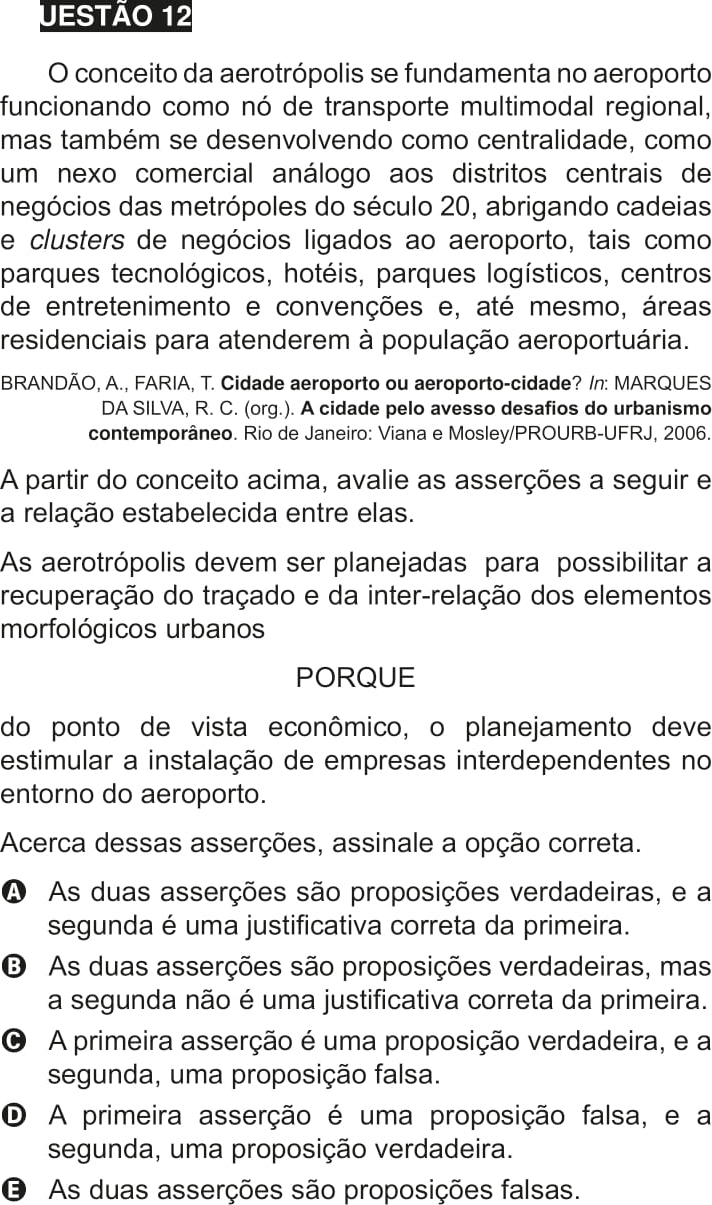 UESTÃO 12
O conceito da aerotrópolis se fundamenta no aeroporto
funcionando como nó de transporte multimodal regional,
mas também se desenvolvendo como centralidade, como
um nexo comercial análogo aos distritos centrais de
negócios das metrópoles do século 20, abrigando cadeias
e clusters de negócios ligados ao aeroporto, tais como
parques tecnológicos, hotéis, parques logísticos, centros
de entretenimento e convenções e, até mesmo, áreas
residenciais para atenderem à população aeroportuária.
BRANDÃO, A., FARIA, T. Cidade aeroporto ou aeroporto-cidade? In: MARQUES
DA SILVA, R. C. (org.). A cidade pelo avesso desafios do urbanismo
contemporâneo. Rio de Janeiro: Viana e Mosley/PROURB-UFRJ, 2006.
A partir do conceito acima, avalie as asserções a seguir e
a relação estabelecida entre elas.
As aerotrópolis devem ser planejadas para possibilitar a
recuperação do traçado e da inter-relação dos elementos
morfológicos urbanos
PORQUE
do ponto de vista econômico, o planejamento deve
estimular a instalação de empresas interdependentes no
entorno do aeroporto.
Acerca dessas asserções, assinale a opção correta.
A As duas asserções são proposições verdadeiras, e a
segunda é uma justificativa correta da primeira.
B As duas asserções são proposições verdadeiras, mas
a segunda não é uma justificativa correta da primeira.
C A primeira asserção é uma proposição verdadeira, e a
segunda, uma proposição falsa.
D A primeira asserção é uma proposição falsa, e a
segunda, uma proposição verdadeira.
E As duas asserções são proposições falsas.